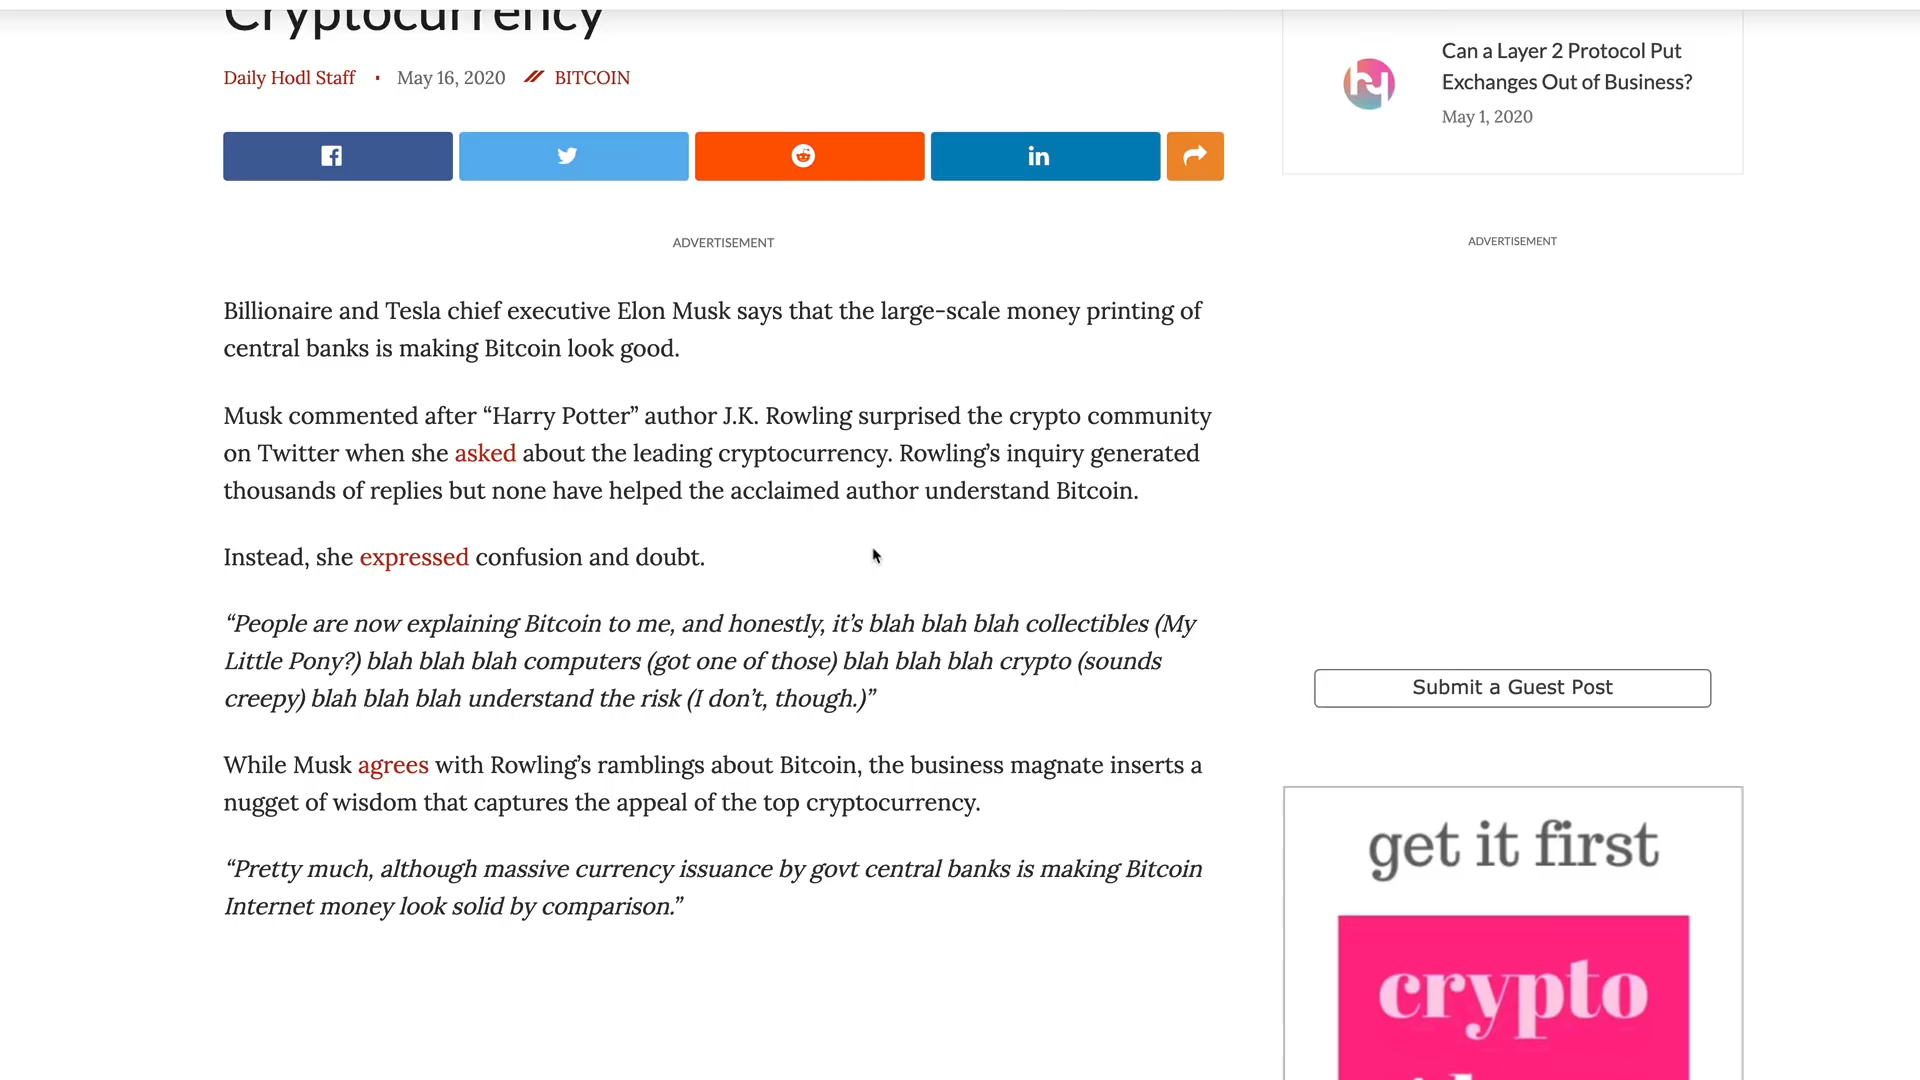 Cryptocurrency
Daily Hodl Staff · May 16, 2020 BITCOIN
ADVERTISEMENT
Billionaire and Tesla chief executive Elon Musk says that the large-scale money printing of
central banks is making Bitcoin look good.
Musk commented after “Harry Potter” author J.K. Rowling surprised the crypto community
on Twitter when she asked about the leading cryptocurrency. Rowling’s inquiry generated
thousands of replies but none have helped the acclaimed author understand Bitcoin.
Instead, she expressed confusion and doubt.
“People are now explaining Bitcoin to me, and honestly, it’s blah blah blah collectibles (My
Little Pony?) blah blah blah computers (got one of those) blah blah blah crypto (sounds
creepy) blah blah blah understand the risk (I don’t, though.)”
While Musk agrees with Rowling’s ramblings about Bitcoin, the business magnate inserts a
nugget of wisdom that captures the appeal of the top cryptocurrency.
“Pretty much, although massive currency issuance by govt central banks is making Bitcoin
Internet money look solid by comparison.”
Can a Layer 2 Protocol Put
Exchanges Out of Business?
May 1, 2020
ADVERTISEMENT
Submit a Guest Post
get it first
crypto